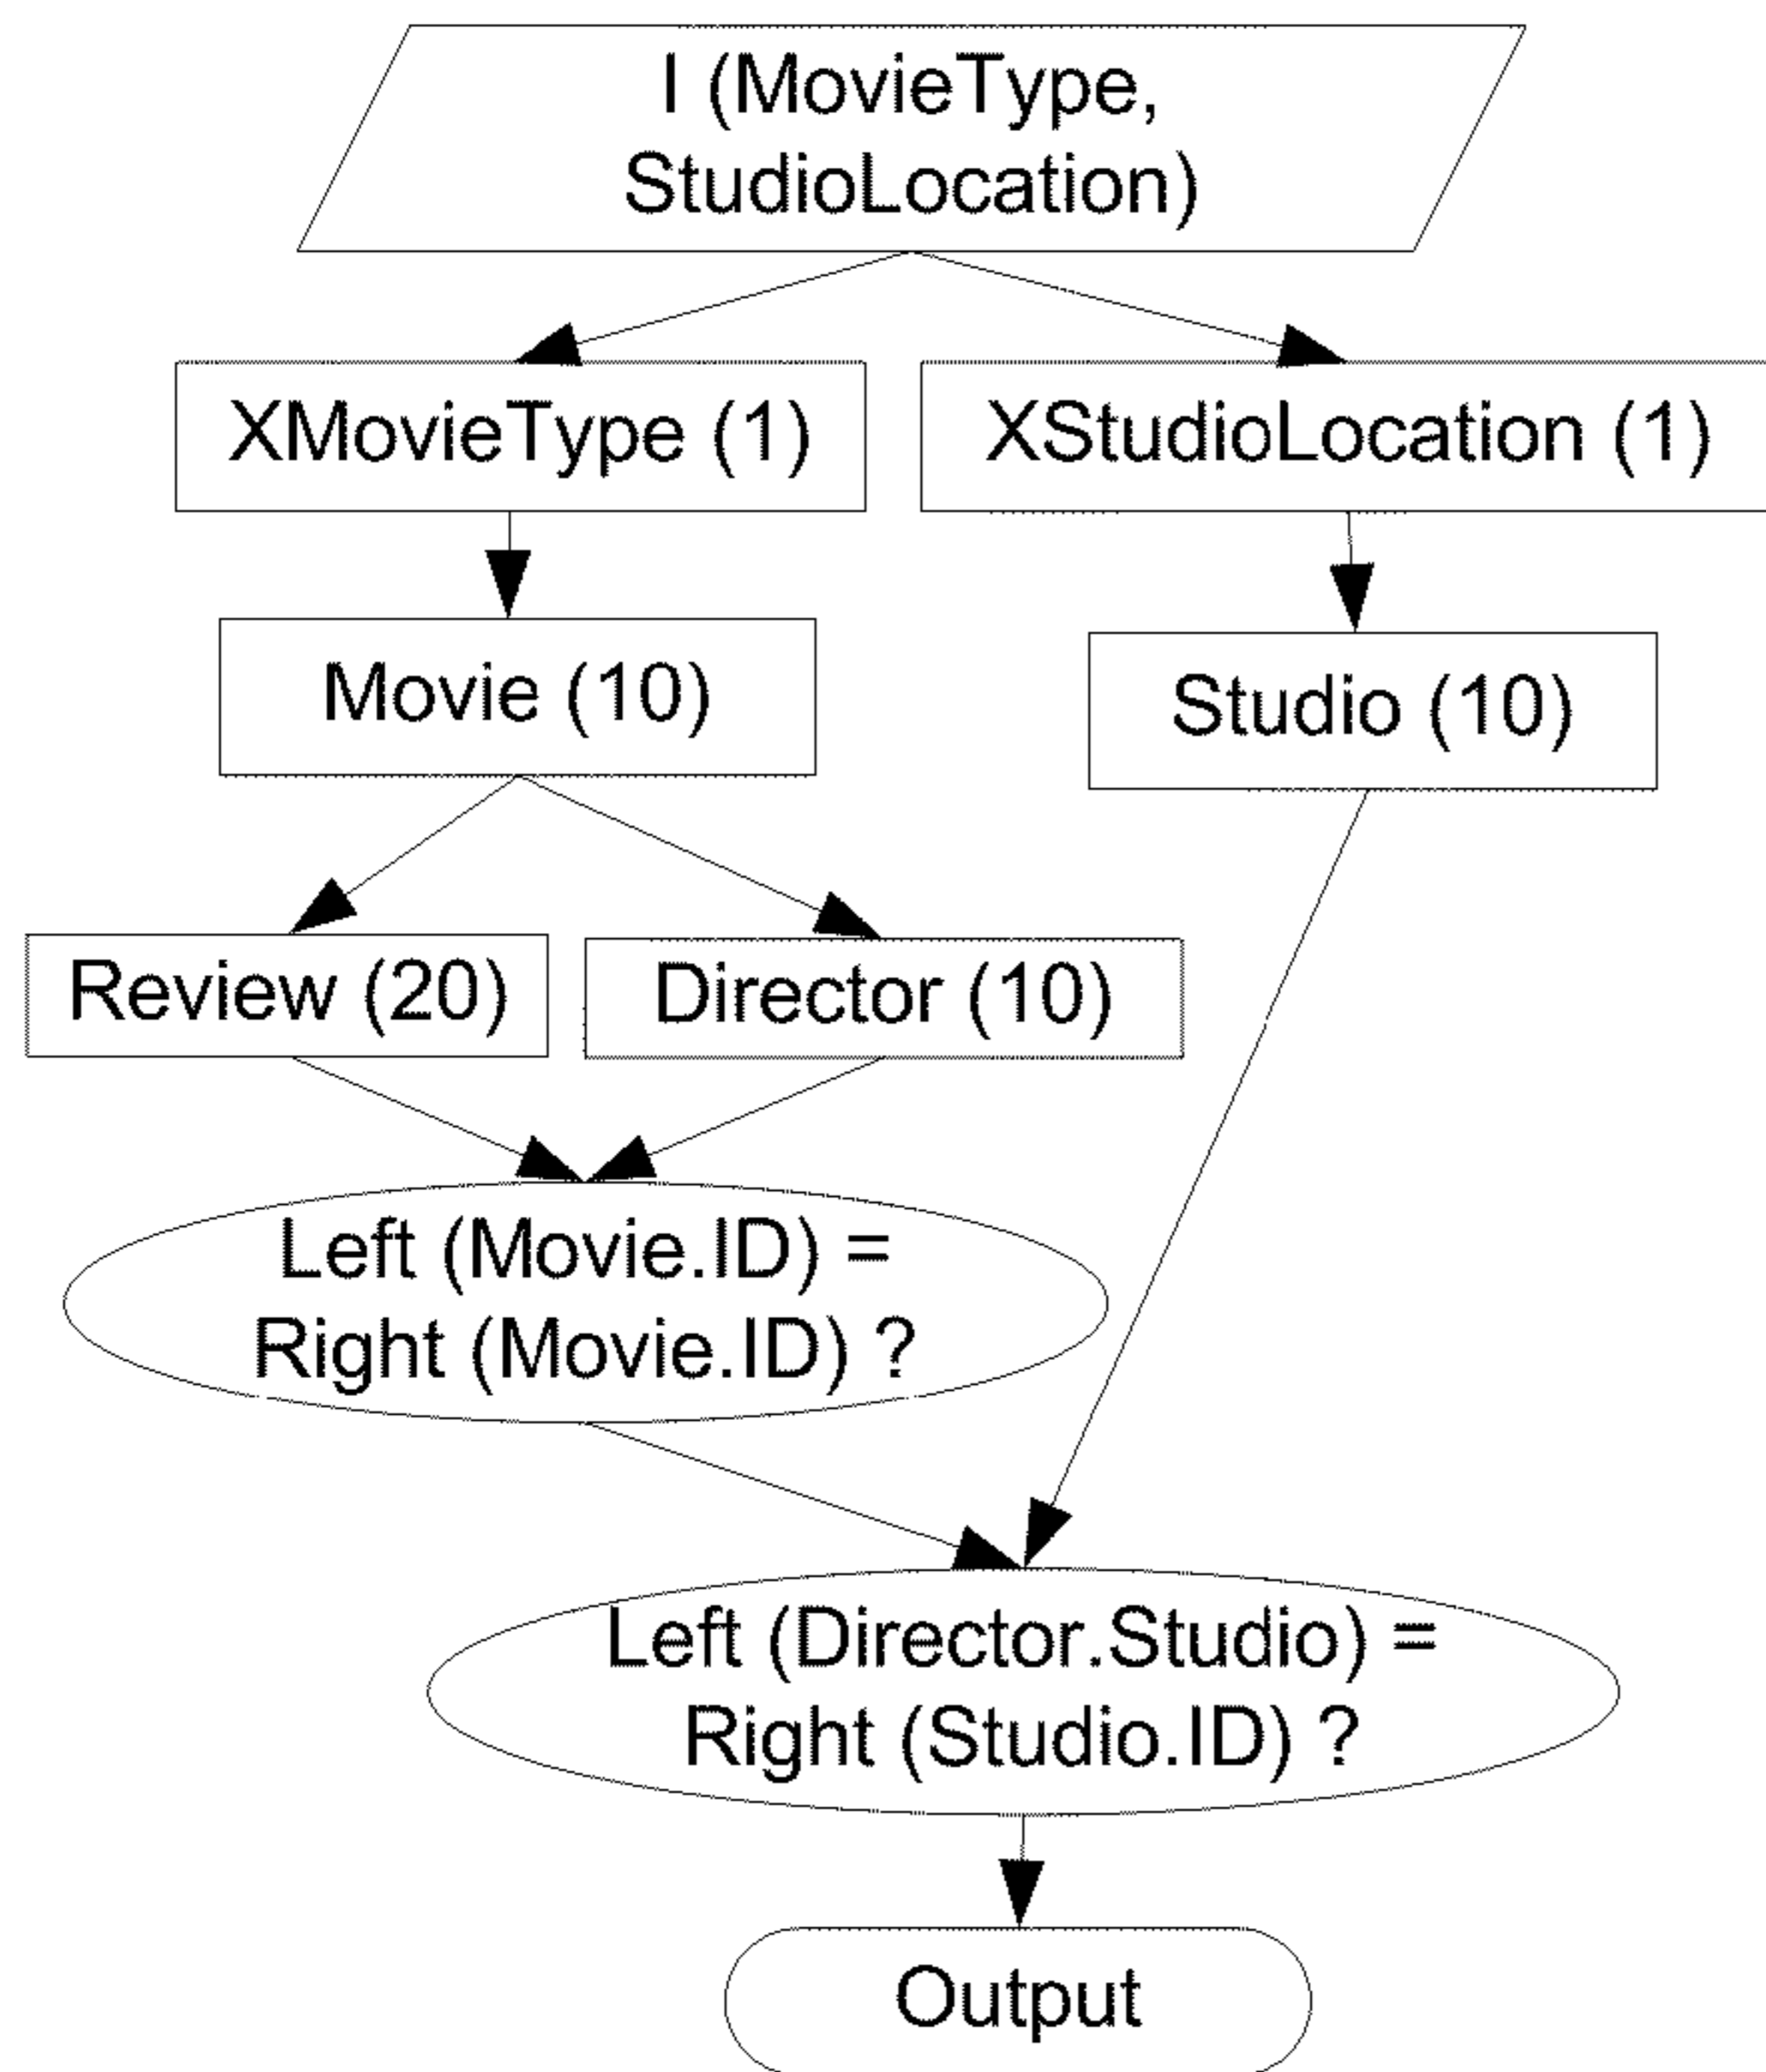 I (MovieType,
StudioLocation)
XMovieType (1)
XStudioLocation (1)
Movie (10)
Studio (10)
Review (20)
Director (10)
Left (Movie.ID) =
Right (Movie.ID) ?
Left (Director.Studio) =
Right (Studio.ID) ?
Output